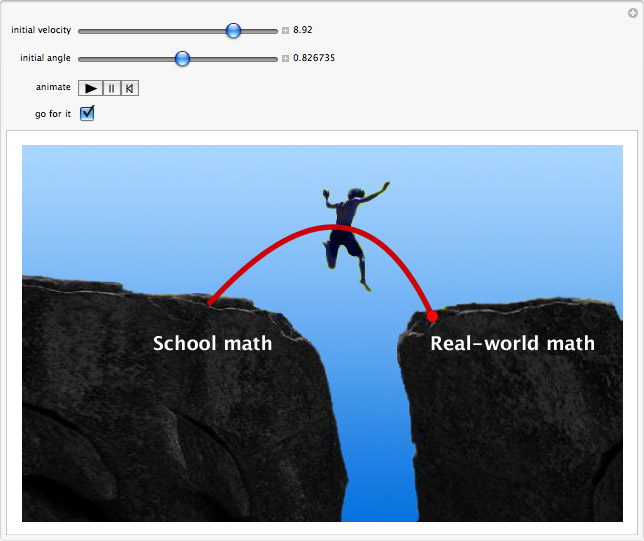 initial velocity 8.92
initial angle 0.826735
animate
go for it
School math Real-world math